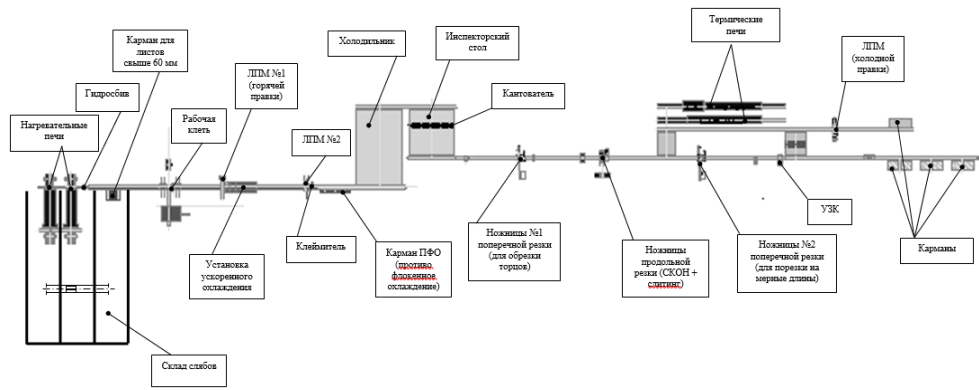 Карман для
листов
свыше 60 мм
Гидросбив
Нагревательные
печи
ЛПМ №1
(горячей
правки)
Рабочая
клеть
Холодильник
ЛПМ №2
Инспекторский
стол
Кантователь
Термические
печи
ЛПМ
(холодной
правки)
Установка
ускоренного
охлаждения
Клеймитель
Карман ПФО
(противо
флокенное
охлаждение)
Ножницы №1
поперечной резки
(для обрезки
торцов)
Ножницы
продольной
резки (СКОН +
слитинг)
Ножницы №2
поперечной резки
(для порезки на
мерные длины)
УЗК
Карманы
Склад слябов